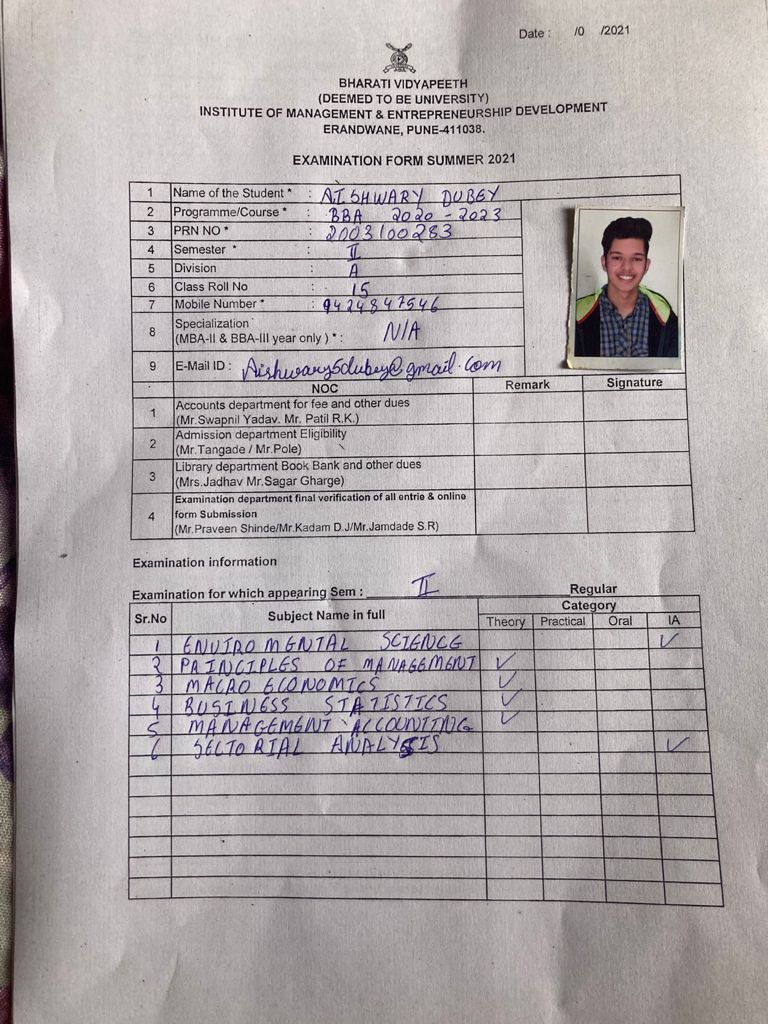 Date : /0 /2021
BHARATI VIDYAPEETH
(DEEMED TO BE UNIVERSITY)
INSTITUTE OF MANAGEMENT & ENTREPRENEURSHIP DEVELOPMENT
ERANDWANE, PUNE-411038.
EXAMINATION FORM SUMMER 2021
1 Name of the Student * : AISHWARY DUBEY
2 Programme/Course * : BBA 2020 - 2023
3 PRN NO * : 2003100283
4 Semester * : II
5 Division : A
6 Class Roll No : 15
7 Mobile Number * : 9424847546
8 Specialization
(MBA-II & BBA-III year only ) * : N/A
9 E-Mail ID : Aishwary5dubey@gmail.com
NOC Remark Signature
1 Accounts department for fee and other dues
(Mr.Swapnil Yadav. Mr. Patil R.K.)
2 Admission department Eligibility
(Mr.Tangade / Mr.Pole)
3 Library department Book Bank and other dues
(Mrs.Jadhav Mr.Sagar Gharge)
4 Examination department final verification of all entrie & online
form Submission
(Mr.Praveen Shinde/Mr.Kadam D.J/Mr.Jamdade S.R)
Examination information
Examination for which appearing Sem : II Regular
Sr.No Subject Name in full Category
Theory Practical Oral IA
1 ENVIROMENTAL SCIENCE ✓
2 PRINCIPLES OF MANAGEMENT ✓
3 MACRO ECONOMICS ✓
4 BUSINESS STATISTICS ✓
5 MANAGEMENT ACCOUNTING ✓
6 SECTORIAL ANALYSIS ✓